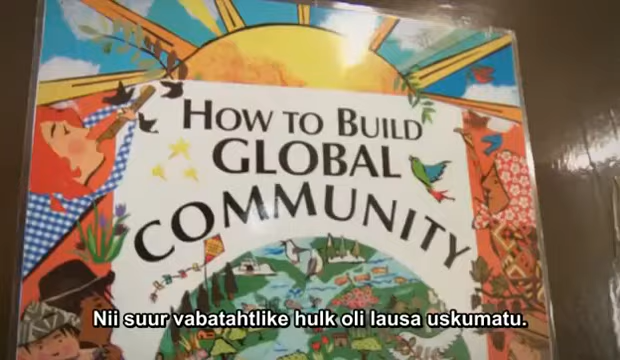 HOW TO BUILD
GLOBAL
COMMUNITY
Nii suur vabatahtlike hulk oli lausa uskumatu.